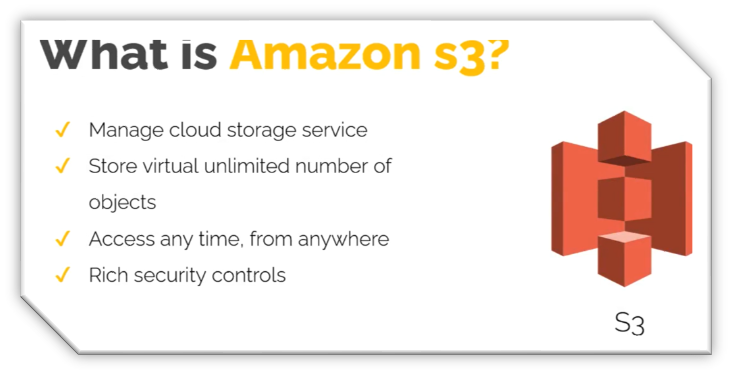 What is Amazon s3?
Manage cloud storage service
Store virtual unlimited number of
objects
Access any time, from anywhere
Rich security controls
S3